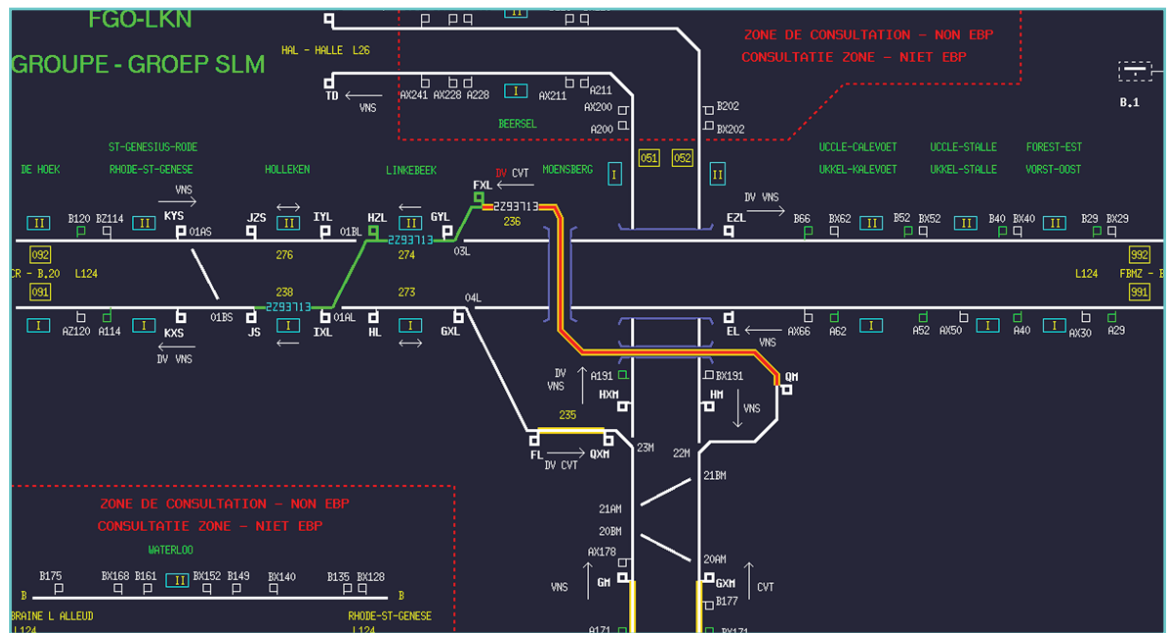 FGO-LKN
GROUPE - GROEP SLM
HAL - HALLE L26
II
ZONE DE CONSULTATION - NON EBP
CONSULTATIE ZONE - NIET EBP
TD
VNS
AX241 AX228 A228 I AX211 A211
AX200
A200
B202
BX202
B.1
BEERSEL
051 052
ST-GENESIUS-RODE
DE HOEK RHODE-ST-GENESE HOLLEKEN LINKEBEEK MOENSBERG I II
UCCLE-CALEVOET UCCLE-STALLE FOREST-EST
UKKEL-KALEVOET UKKEL-STALLE VORST-OOST
DV CVT
FXL
VNS
DV VNS
II B120 BZ114 II KYS 01AS JZS II IYL 01BL HZL II GYL
2Z93713
236
2Z93713
03L
EZL B66 BX62 II B52 BX52 II B40 BX40 II B29 BX29
092 276 274 992
CR - B.20 L124 L124 FBMZ - B
091 238 273 991
2Z93713
04L
I AZ120 A114 I KXS 01BS JS I IXL 01AL HL I GXL
EL AX66 A62 I A52 AX50 I A40 I AX30 A29
DV VNS
VNS
DV
VNS
A191 BX191 QM
HXM HM VNS
235
FL QXM
DV CVT
23M 22M
21BM
21AM
20BM
AX178 20AM
VNS GM GXM CVT
B177
A171 BX171
ZONE DE CONSULTATION - NON EBP
CONSULTATIE ZONE - NIET EBP
WATERLOO
B175 BX168 B161 II BX152 B149 BX140 B135 BX128
B B
BRAINE L ALLEUD RHODE-ST-GENESE
L124 L124